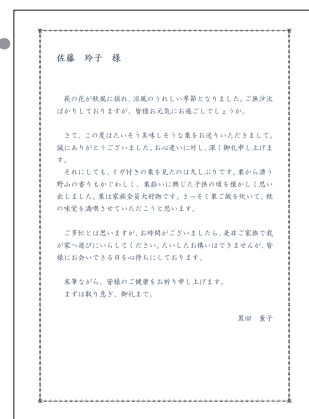 佐藤　玲子　様
萩の花が秋風に揺れ、涼風のうれしい季節となりました。ご無沙汰
ばかりしておりますが、皆様お元気にお過ごしでしょうか。
さて、この度はたいそう美味しそうな栗をお送りいただきまして、
誠にありがとうございました。お心遣いに対し、深く御礼申し上げま
す。
それにしても、イガ付きの栗を見たのは久しぶりです。栗から漂う
野山の香りもかぐわしく、栗拾いに興じた子供の頃を懐かしく思い
出しました。栗は家族全員大好物です。さっそく栗ご飯を炊いて、秋
の味覚を満喫させていただこうと思います。
ご多忙とは思いますが、お時間がございましたら、是非ご家族で我
が家へ遊びにいらしてください。たいしたお構いはできませんが、皆
様にお会いできる日を心待ちにしております。
末筆ながら、皆様のご健康をお祈り申し上げます。
まずは取り急ぎ、御礼まで。
黒田　薫子